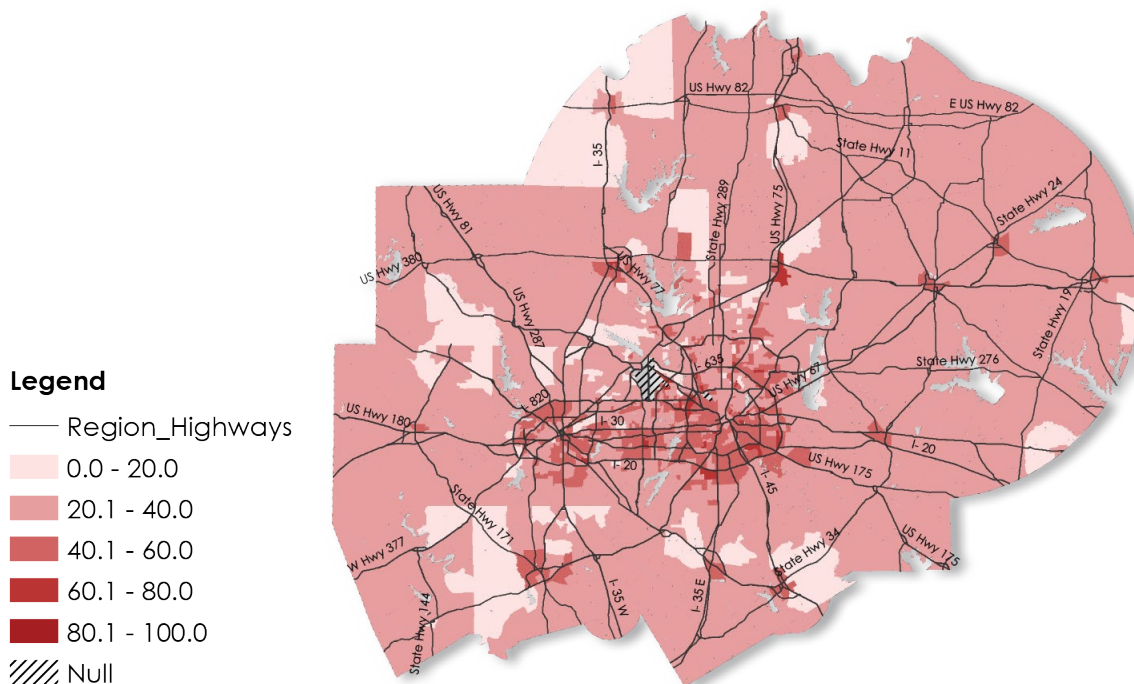 US Hwy 82
E US Hwy 82
I- 35
State Hwy 11
State Hwy 289
US Hwy 75
State Hwy 24
US Hwy 81
US Hwy 380
US Hwy 77
State Hwy 19
US Hwy 287
I- 635
US Hwy 67
State Hwy 276
I- 820
US Hwy 180
I- 30
I- 20
I- 20
US Hwy 175
I- 45
State Hwy 171
State Hwy 34
US Hwy 175
W Hwy 377
State Hwy 144
I- 35 W
I- 35 E
Legend
Region_Highways
0.0 - 20.0
20.1 - 40.0
40.1 - 60.0
60.1 - 80.0
80.1 - 100.0
Null